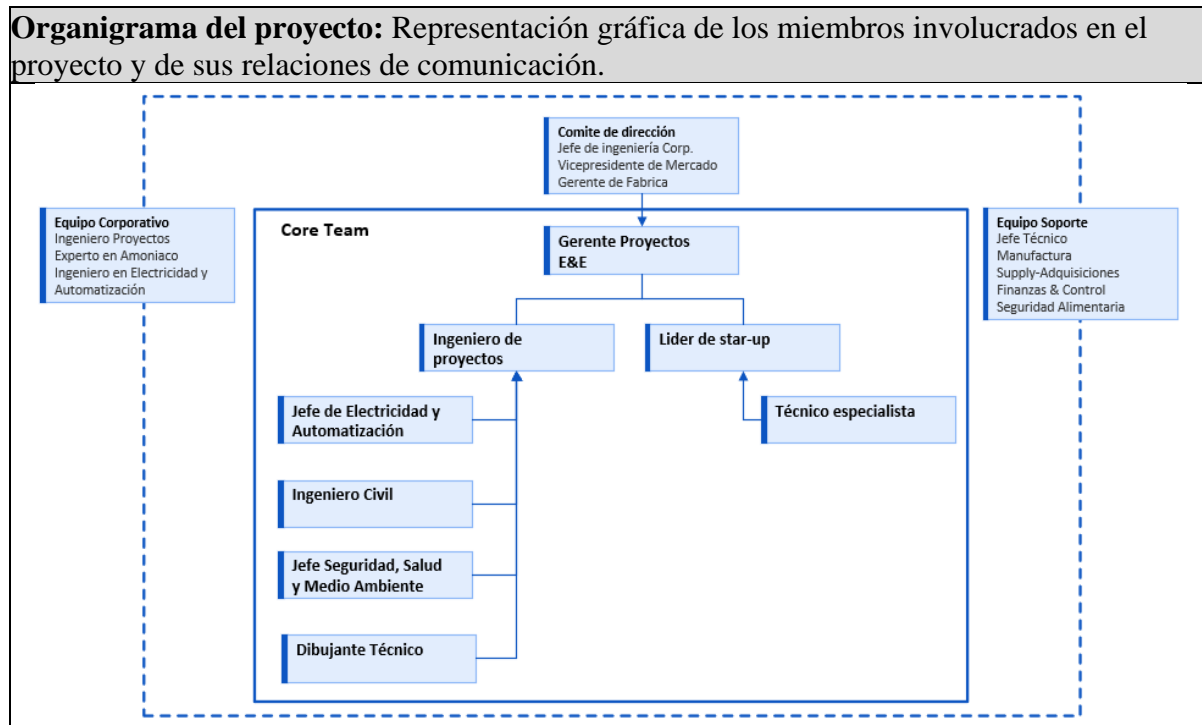 Organigrama del proyecto: Representación gráfica de los miembros involucrados en el
proyecto y de sus relaciones de comunicación.
Comite de dirección
Jefe de ingeniería Corp.
Vicepresidente de Mercado
Gerente de Fabrica
Equipo Corporativo
Ingeniero Proyectos
Experto en Amoniaco
Ingeniero en Electricidad y
Automatización
Equipo Soporte
Jefe Técnico
Manufactura
Supply-Adquisiciones
Finanzas & Control
Seguridad Alimentaria
Core Team
Gerente Proyectos
E&E
Ingeniero de
proyectos
Lider de star-up
Jefe de Electricidad y
Automatización
Técnico especialista
Ingeniero Civil
Jefe Seguridad, Salud
y Medio Ambiente
Dibujante Técnico